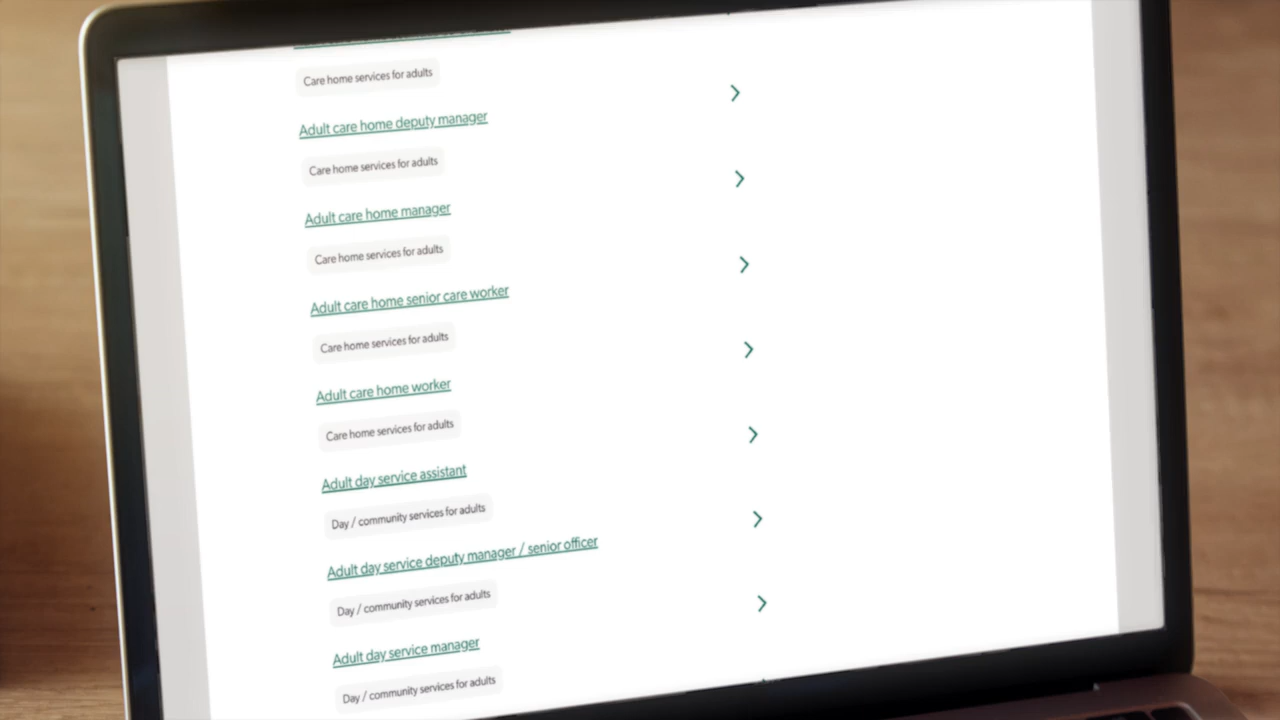 Care home services for adults
Adult care home deputy manager
Care home services for adults
Adult care home manager
Care home services for adults
Adult care home senior care worker
Care home services for adults
Adult care home worker
Care home services for adults
Adult day service assistant
Day / community services for adults
Adult day service deputy manager / senior officer
Day / community services for adults
Adult day service manager
Day / community services for adults